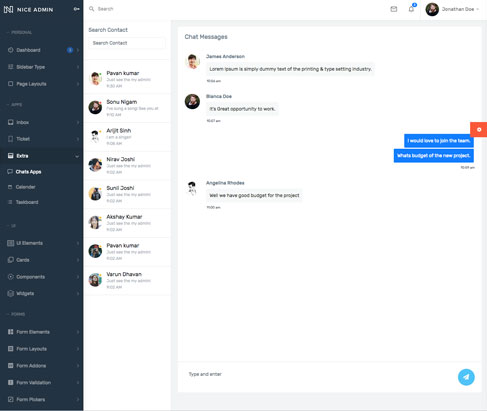 NICE ADMIN
Search
Jonathan Doe
PERSONAL
Dashboard
Sidebar Type
Page Layouts
APPS
Inbox
Ticket
Extra
Chats Apps
Calender
Taskboard
UI
UI Elements
Cards
Components
Widgets
FORMS
Form Elements
Form Layouts
Form Addons
Form Validation
Form Pickers
Search Contact
Search Contact
Pavan kumar
Just see the my admin!
9:02 AM
Sonu Nigam
I've sung a song! See you at
9:10 AM
Arijit Sinh
I am a singer!
9:08 AM
Nirav Joshi
Just see the my admin!
9:02 AM
Sunil Joshi
Just see the my admin!
9:02 AM
Akshay Kumar
Just see the my admin!
9:02 AM
Pavan kumar
Just see the my admin!
9:02 AM
Varun Dhavan
Just see the my admin!
9:02 AM
Chat Messages
James Anderson
Lorem Ipsum is simply dummy text of the printing & type setting industry.
10:56 am
Bianca Doe
It's Great opportunity to work.
10:57 am
I would love to join the team.
Whats budget of the new project.
10:59 am
Angelina Rhodes
Well we have good budget for the project
11:00 am
Type and enter